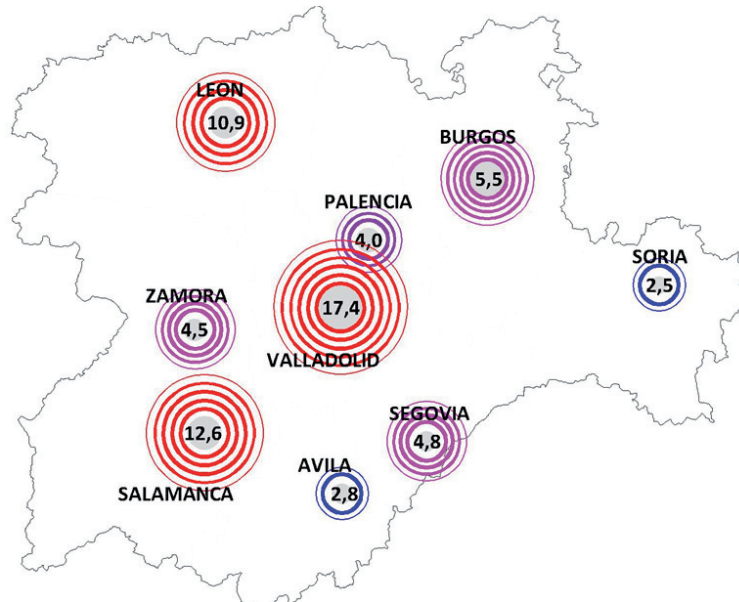 LEON
10,9
BURGOS
5,5
PALENCIA
4,0
SORIA
2,5
ZAMORA
4,5
17,4
VALLADOLID
SEGOVIA
4,8
12,6
SALAMANCA
AVILA
2,8